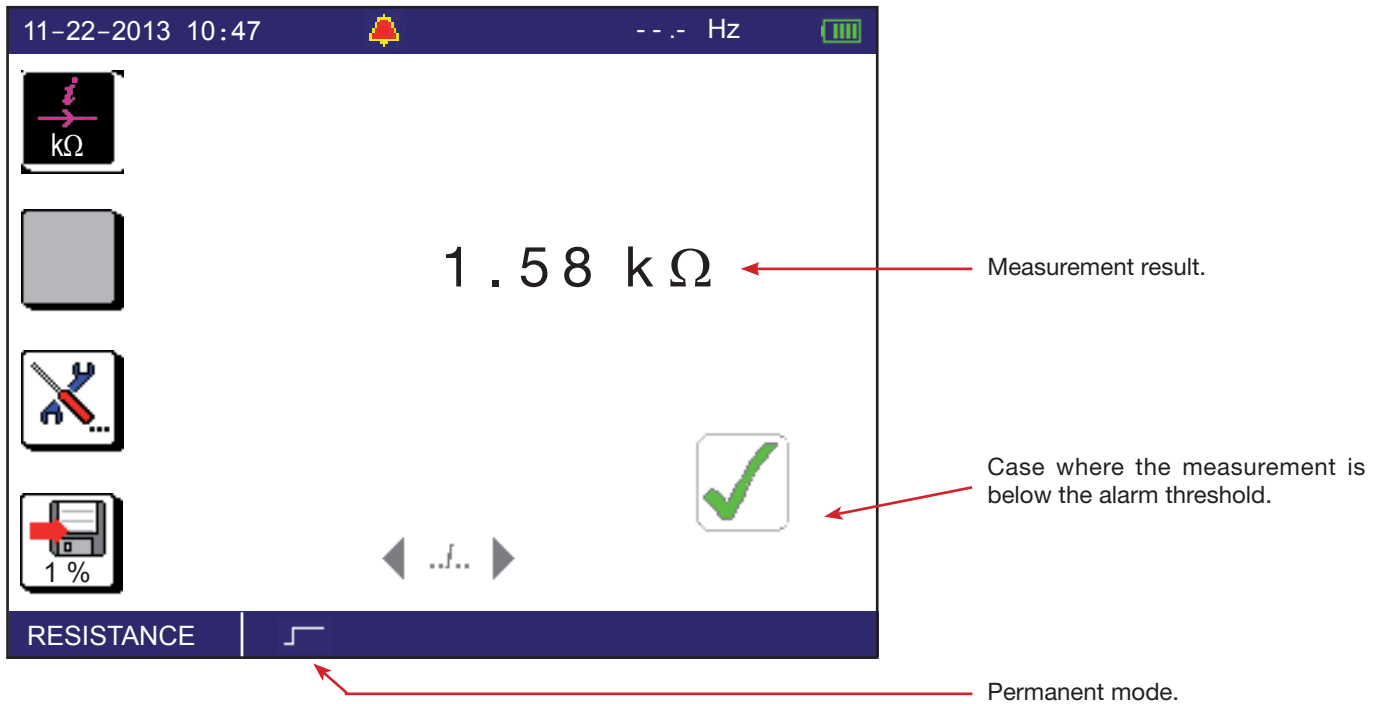 11-22-2013 10:47 --.- Hz
i
kΩ
1.58 kΩ
Measurement result.
Case where the measurement is
below the alarm threshold.
1 %
RESISTANCE
Permanent mode.